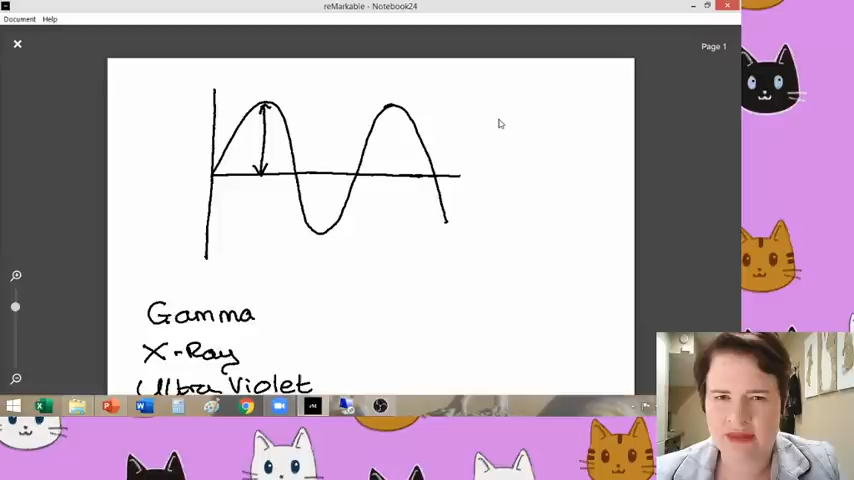 reMarkable - Notebook24
Document Help
Page 1
Gamma
X-Ray
Ultra Violet